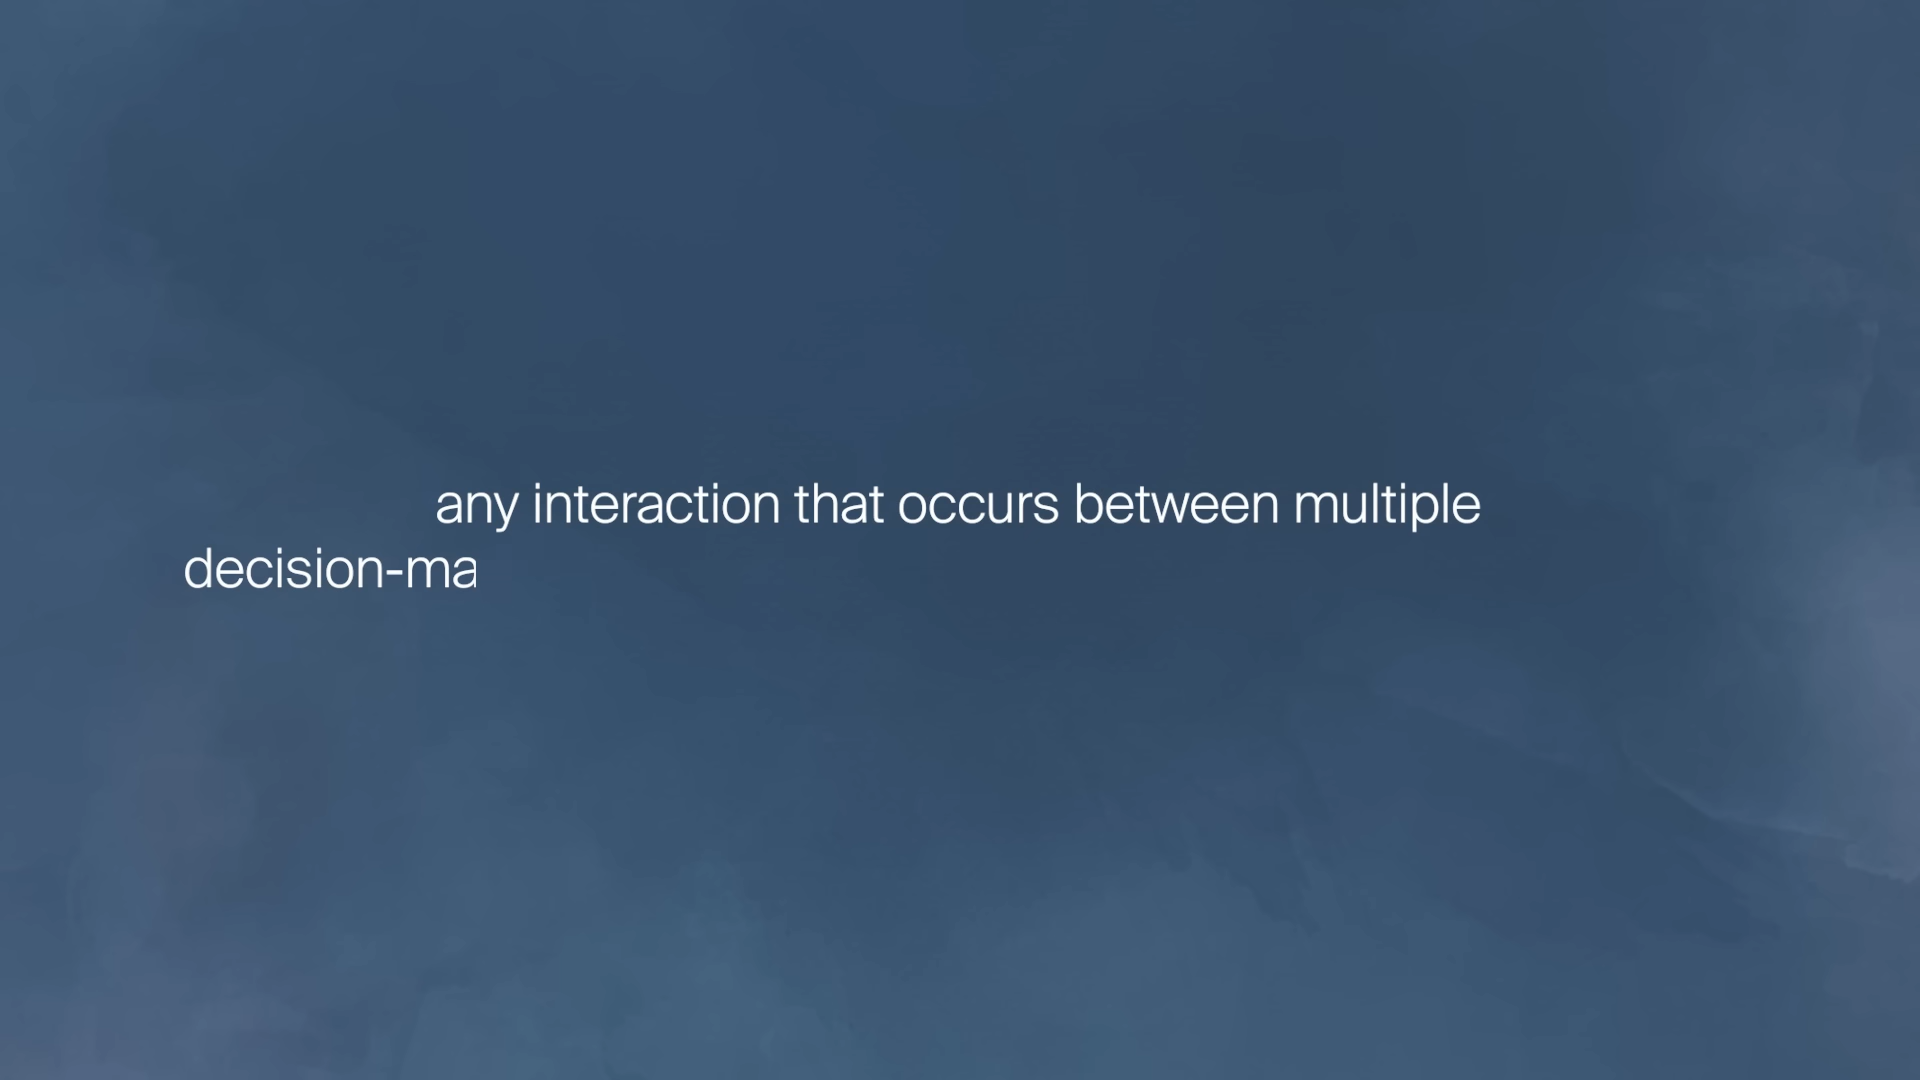 any interaction that occurs between multiple
decision-ma